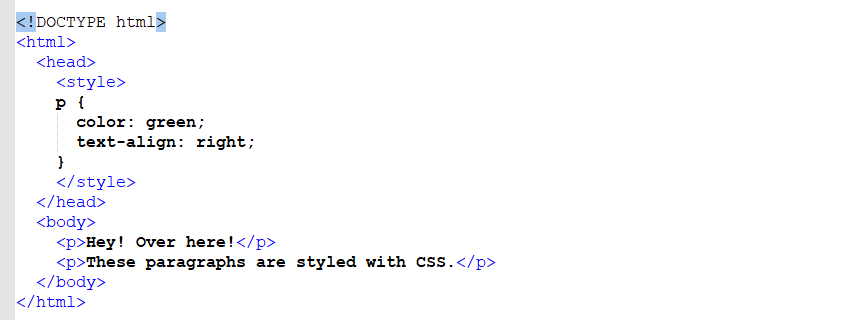 <!DOCTYPE html>
<html>
  <head>
    <style>
    p {
      color: green;
      text-align: right;
    }
    </style>
  </head>
  <body>
    <p>Hey! Over here!</p>
    <p>These paragraphs are styled with CSS.</p>
  </body>
</html>